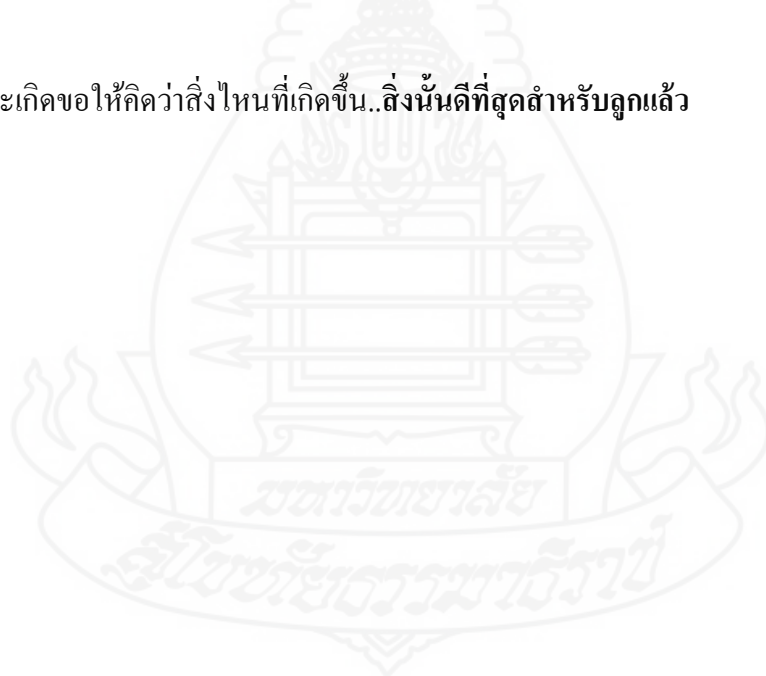 ะเกิดขอให้คิดว่าสิ่งไหนที่เกิดขึ้น..สิ่งนั้นดีที่สุดสำหรับลูกแล้ว
มหาวิทยาลัย
สุโขทัยธรรมาธิราช